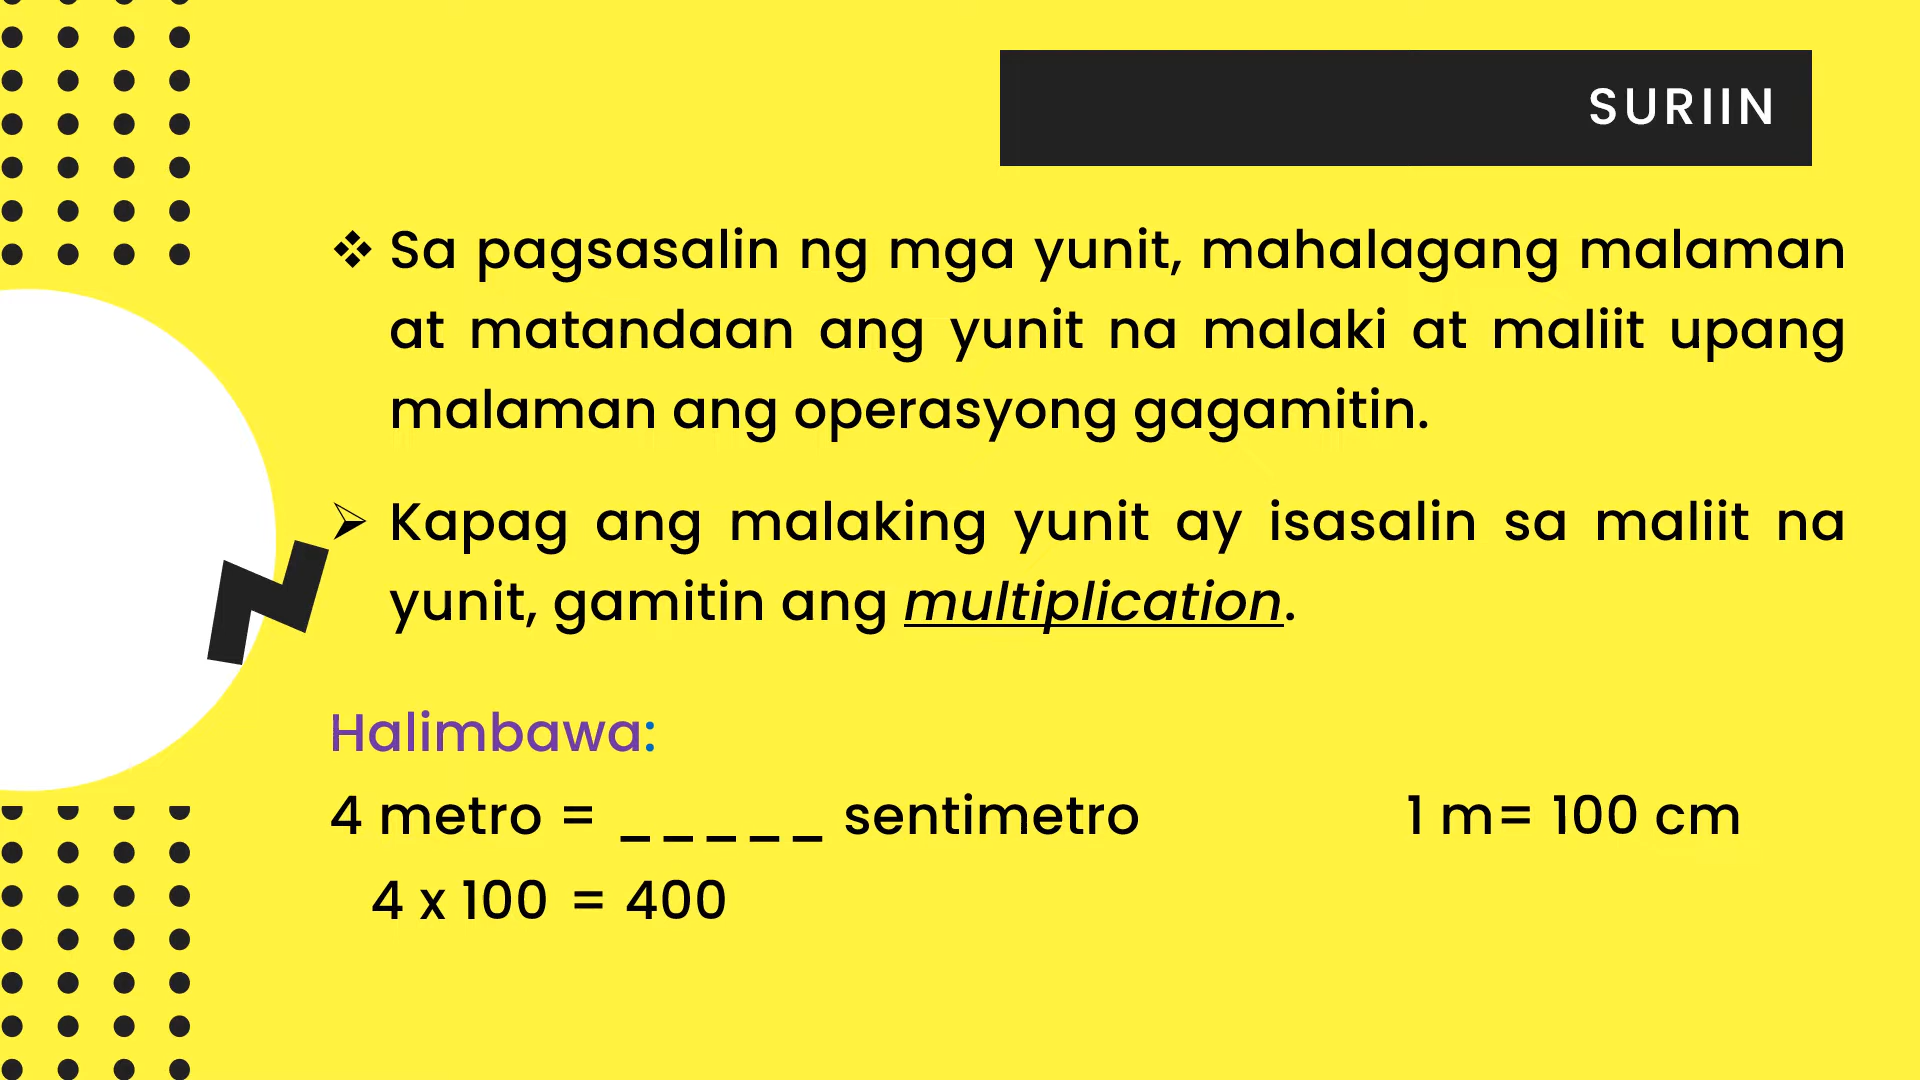 SURIIN
❖ Sa pagsasalin ng mga yunit, mahalagang malaman
at matandaan ang yunit na malaki at maliit upang
malaman ang operasyong gagamitin.
➢ Kapag ang malaking yunit ay isasalin sa maliit na
yunit, gamitin ang multiplication.
Halimbawa:
4 metro = _ _ _ _ _ sentimetro 1 m= 100 cm
4 x 100 = 400